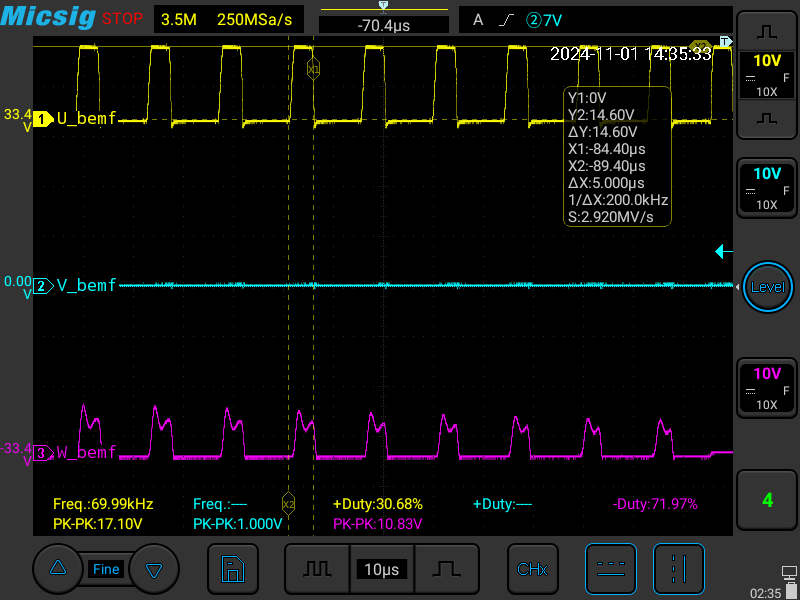 Micsig STOP 3.5M 250MSa/s -70.4µs A ②7V
T
2024-11-01 14:35:33
10V
F
10X
33.4 V
1 U_bemf
X1
Y1:0V
Y2:14.60V
ΔY:14.60V
X1:-84.40µs
X2:-89.40µs
ΔX:5.000µs
1/ΔX:200.0kHz
S:2.920MV/s
10V
F
10X
0.00 V
2 V_bemf
Level
10V
F
10X
-33.4 V
3 W_bemf
X2
Freq.:69.99kHz Freq.:---- +Duty:30.68% +Duty:---- -Duty:71.97%
PK-PK:17.10V PK-PK:1.000V PK-PK:10.83V
4
Fine 10µs CHx
02:35